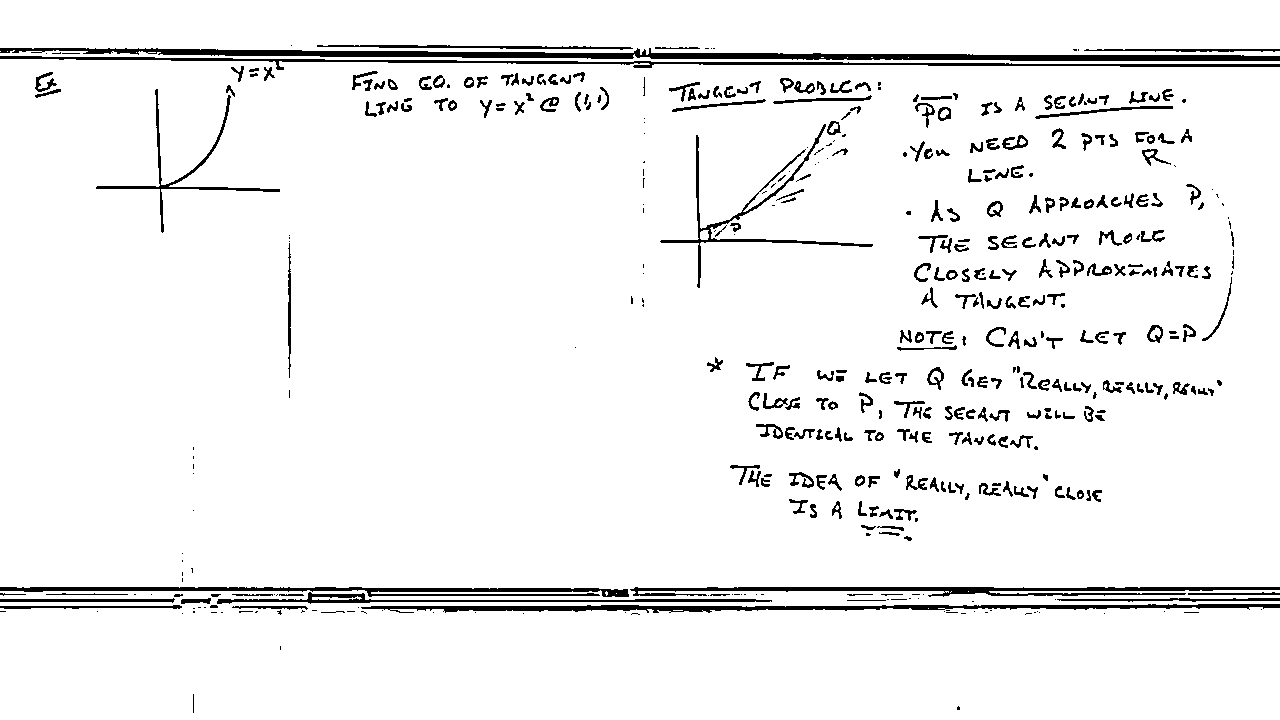 Ex
Y=X²
FIND EQ. OF TANGENT
LINE TO Y=X² @ (1,1)
TANGENT PROBLEM:
Q
P
"PQ" IS A SECANT LINE.
• YOU NEED 2 PTS FOR A
LINE.
• AS Q APPROACHES P,
THE SECANT MORE
CLOSELY APPROXIMATES
A TANGENT.
NOTE: CAN'T LET Q=P
* IF WE LET Q GET "REALLY, REALLY, REALLY"
CLOSE TO P, THE SECANT WILL BE
IDENTICAL TO THE TANGENT.
THE IDEA OF "REALLY, REALLY" CLOSE
IS A LIMIT.